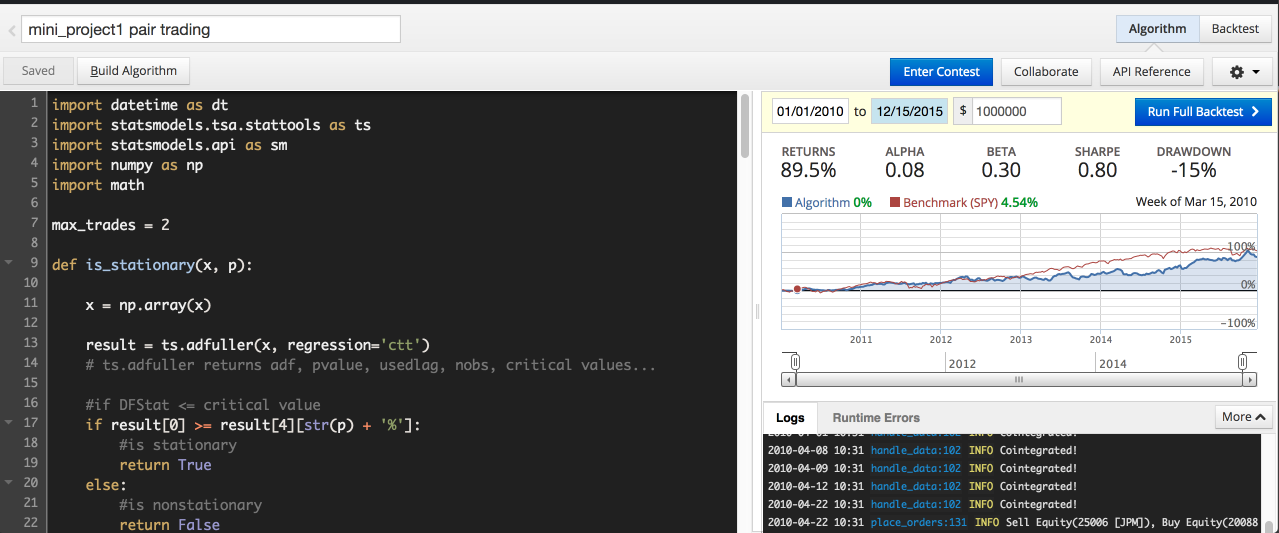 mini_project1 pair trading
Algorithm Backtest
Saved Build Algorithm
Enter Contest Collaborate API Reference
1 import datetime as dt
2 import statsmodels.tsa.stattools as ts
3 import statsmodels.api as sm
4 import numpy as np
5 import math
6
7 max_trades = 2
8
9 def is_stationary(x, p):
10
11 x = np.array(x)
12
13 result = ts.adfuller(x, regression='ctt')
14 # ts.adfuller returns adf, pvalue, usedlag, nobs, critical values...
15
16 #if DFStat <= critical value
17 if result[0] >= result[4][str(p) + '%']:
18 #is stationary
19 return True
20 else:
21 #is nonstationary
22 return False
01/01/2010 to 12/15/2015 $ 1000000 Run Full Backtest
RETURNS ALPHA BETA SHARPE DRAWDOWN
89.5% 0.08 0.30 0.80 -15%
Algorithm 0% Benchmark (SPY) 4.54% Week of Mar 15, 2010
100%
0%
-100%
2011 2012 2013 2014 2015
2012 2014
Logs Runtime Errors More
2010-04-01 10:31 handle_data:102 INFO Cointegrated!
2010-04-08 10:31 handle_data:102 INFO Cointegrated!
2010-04-09 10:31 handle_data:102 INFO Cointegrated!
2010-04-12 10:31 handle_data:102 INFO Cointegrated!
2010-04-22 10:31 handle_data:102 INFO Cointegrated!
2010-04-22 10:31 place_orders:131 INFO Sell Equity(25006 [JPM]), Buy Equity(20088